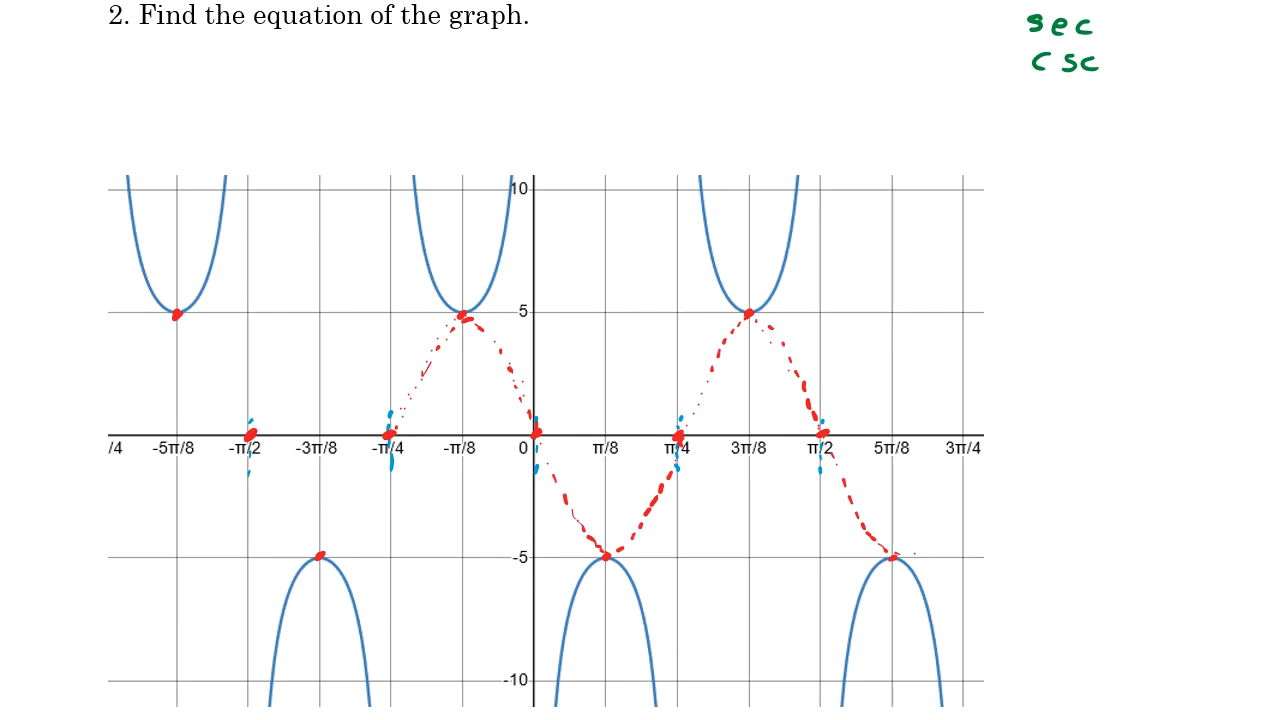 2. Find the equation of the graph.
sec
csc
10
5
/4 -5π/8 -π/2 -3π/8 -π/4 -π/8 0 π/8 π/4 3π/8 π/2 5π/8 3π/4
-5
-10